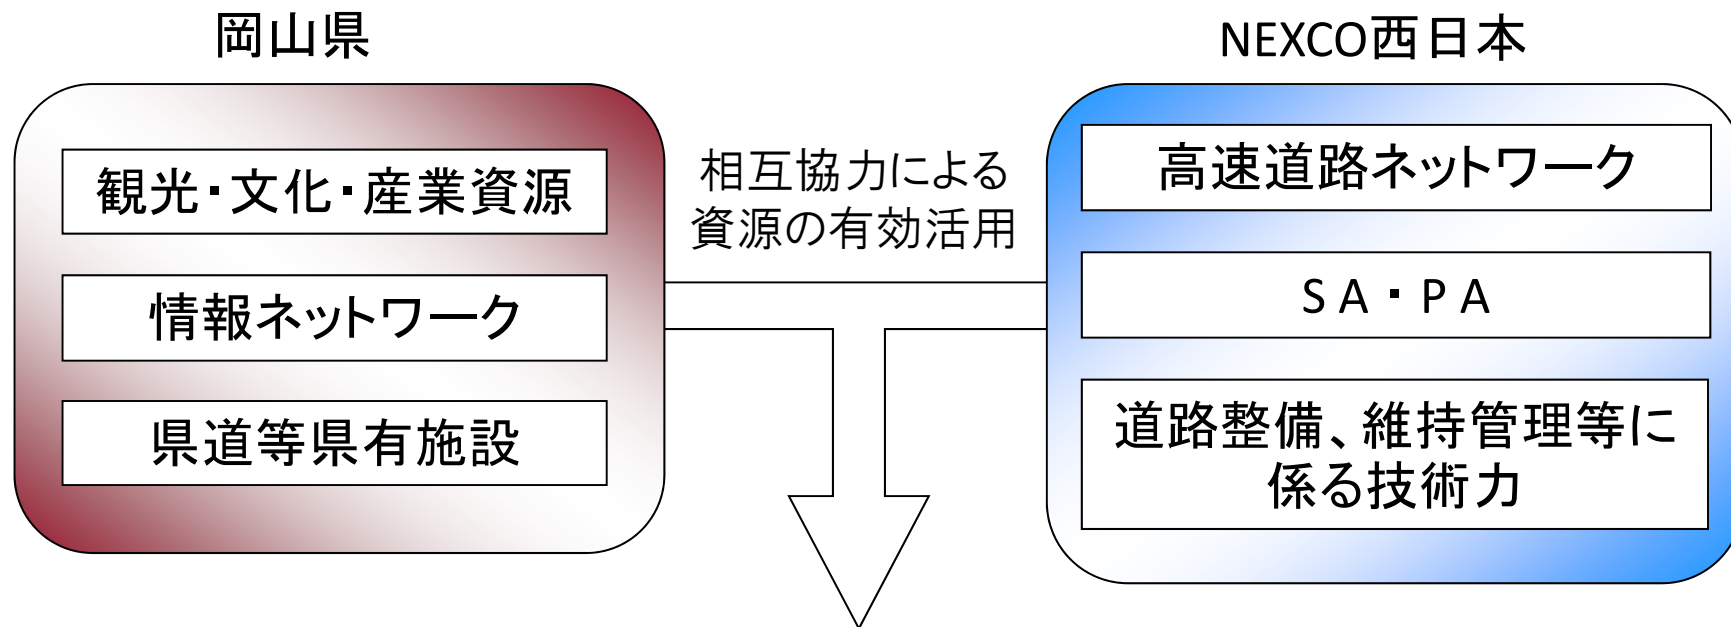 岡山県
観光・文化・産業資源
情報ネットワーク
県道等県有施設
相互協力による
資源の有効活用
NEXCO西日本
高速道路ネットワーク
SA・PA
道路整備、維持管理等に
係る技術力